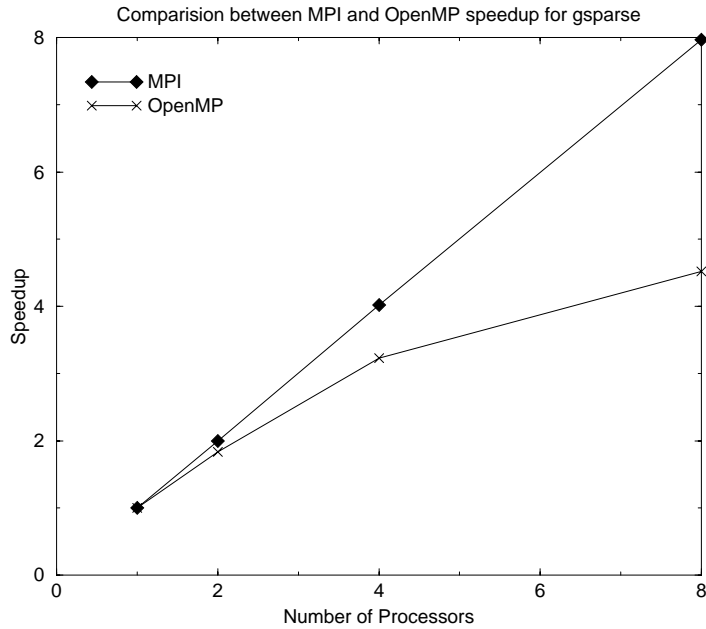 Comparision between MPI and OpenMP speedup for gsparse
8
MPI
OpenMP
6
Speedup
4
2
0
0 2 4 6 8
Number of Processors